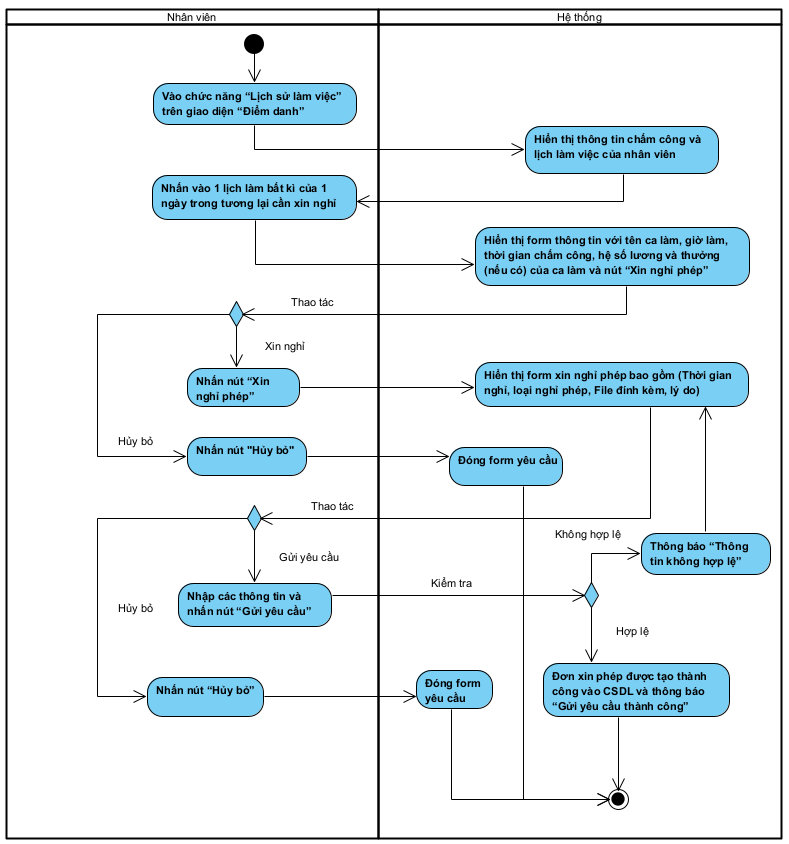 Nhân viên
Hệ thống
Vào chức năng “Lịch sử làm việc”
trên giao diện “Điểm danh”
Hiển thị thông tin chấm công và
lịch làm việc của nhân viên
Nhấn vào 1 lịch làm bất kì của 1
ngày trong tương lại cần xin nghỉ
Hiển thị form thông tin với tên ca làm, giờ làm,
thời gian chấm công, hệ số lương và thưởng
(nếu có) của ca làm và nút “Xin nghỉ phép”
Thao tác
Xin nghỉ
Nhấn nút “Xin
nghỉ phép”
Hiển thị form xin nghỉ phép bao gồm (Thời gian
nghỉ, loại nghỉ phép, File đính kèm, lý do)
Hủy bỏ
Nhấn nút "Hủy bỏ"
Đóng form yêu cầu
Thao tác
Gửi yêu cầu
Không hợp lệ
Thông báo “Thông
tin không hợp lệ”
Nhập các thông tin và
nhấn nút “Gửi yêu cầu”
Kiểm tra
Hủy bỏ
Hợp lệ
Nhấn nút “Hủy bỏ”
Đóng form
yêu cầu
Đơn xin phép được tạo thành
công vào CSDL và thông báo
“Gửi yêu cầu thành công”